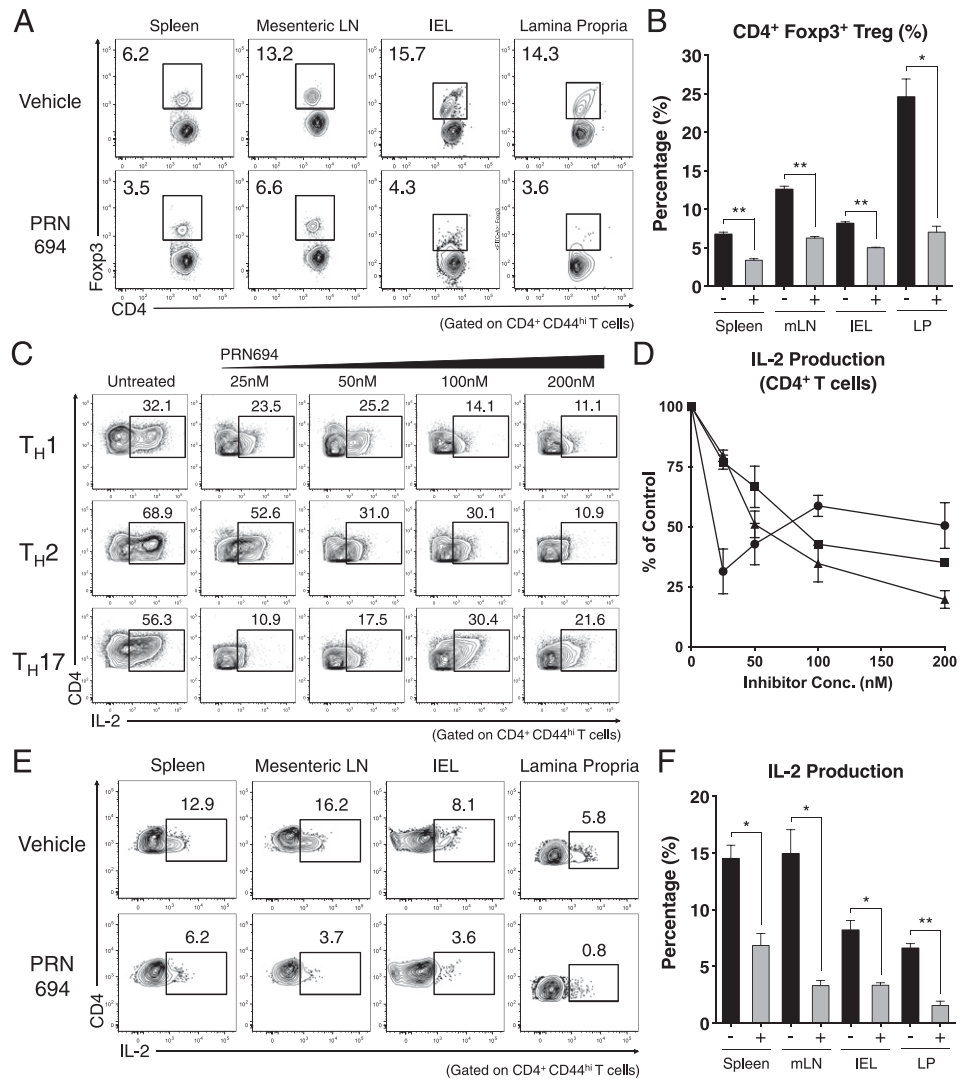 A
Spleen
Mesenteric LN
IEL
Lamina Propria
Vehicle
6.2
13.2
15.7
14.3
PRN
694
3.5
6.6
4.3
3.6
Foxp3
CD4
(Gated on CD4⁺ CD44ʰⁱ T cells)
B
CD4⁺ Foxp3⁺ Treg (%)
Percentage (%)
30
25
20
15
10
5
0
**
**
**
*
- + - + - + - +
Spleen mLN IEL LP
C
PRN694
Untreated
25nM
50nM
100nM
200nM
T_H1
32.1
23.5
25.2
14.1
11.1
T_H2
68.9
52.6
31.0
30.1
10.9
T_H17
56.3
10.9
17.5
30.4
21.6
CD4
IL-2
(Gated on CD4⁺ CD44ʰⁱ T cells)
D
IL-2 Production
(CD4⁺ T cells)
% of Control
100
75
50
25
0
0 50 100 150 200
Inhibitor Conc. (nM)
E
Spleen
Mesenteric LN
IEL
Lamina Propria
Vehicle
12.9
16.2
8.1
5.8
PRN
694
6.2
3.7
3.6
0.8
CD4
IL-2
(Gated on CD4⁺ CD44ʰⁱ T cells)
F
IL-2 Production
Percentage (%)
20
15
10
5
0
*
*
*
**
- + - + - + - +
Spleen mLN IEL LP